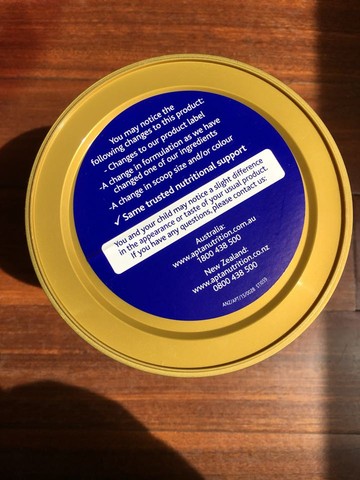 You may notice the
following changes to this product:
- Changes to our product label
-A change in formulation as we have
changed one of our ingredients
-A change in scoop size and/or colour
✓ Same trusted nutritional support
You and your child may notice a slight difference
in the appearance or taste of your usual product.
If you have any questions, please contact us:
Australia:
www.aptanutrition.com.au
1800 438 500
New Zealand:
www.aptanutrition.co.nz
0800 438 500